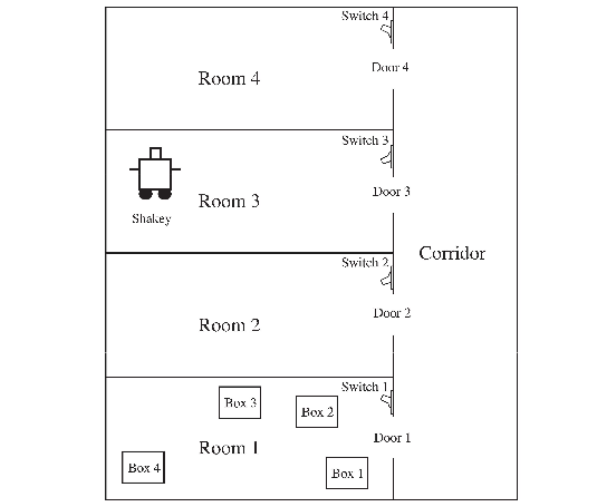 Switch 4
Door 4
Room 4
Switch 3
Door 3
Room 3
Shakey
Corridor
Switch 2
Door 2
Room 2
Switch 1
Box 3
Box 2
Door 1
Room 1
Box 4
Box 1